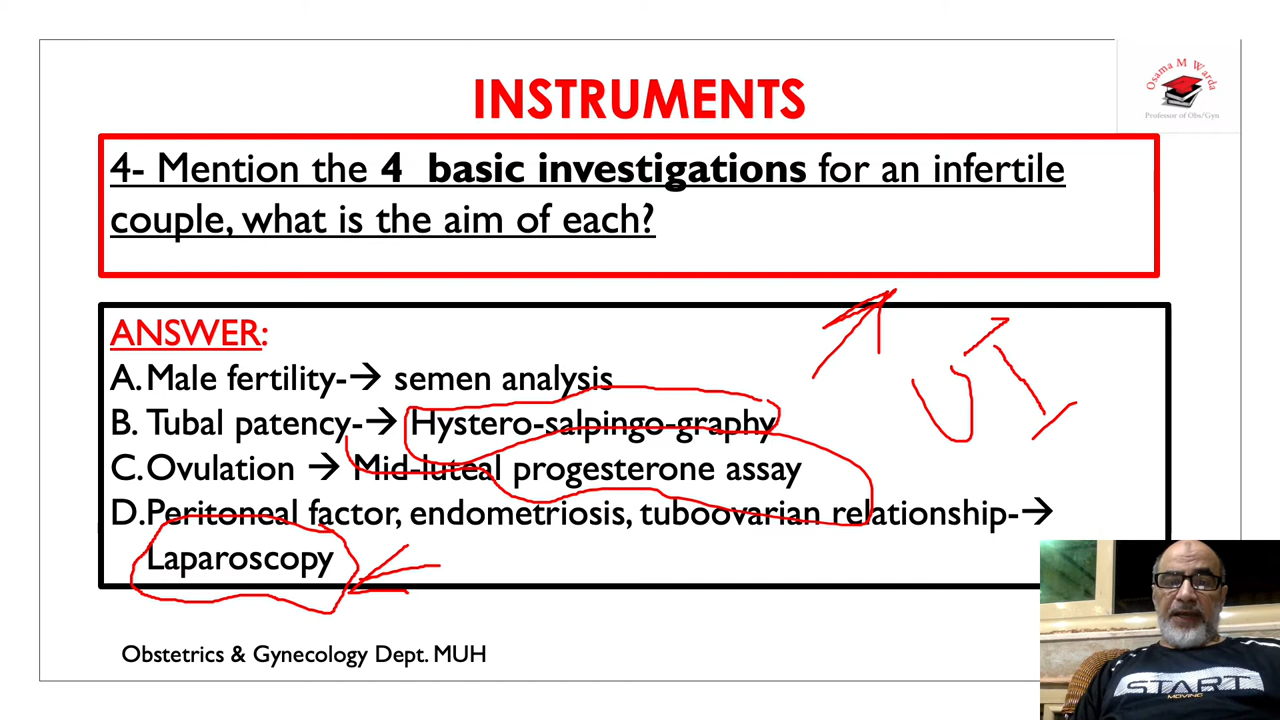 INSTRUMENTS
Osama M Warda
Professor of Obs/Gyn
4- Mention the 4 basic investigations for an infertile
couple, what is the aim of each?
ANSWER:
A. Male fertility-→ semen analysis
B. Tubal patency-→ Hystero-salpingo-graphy
C. Ovulation → Mid-luteal progesterone assay
D. Peritoneal factor, endometriosis, tuboovarian relationship-→
Laparoscopy
Obstetrics & Gynecology Dept. MUH
START
MOVING